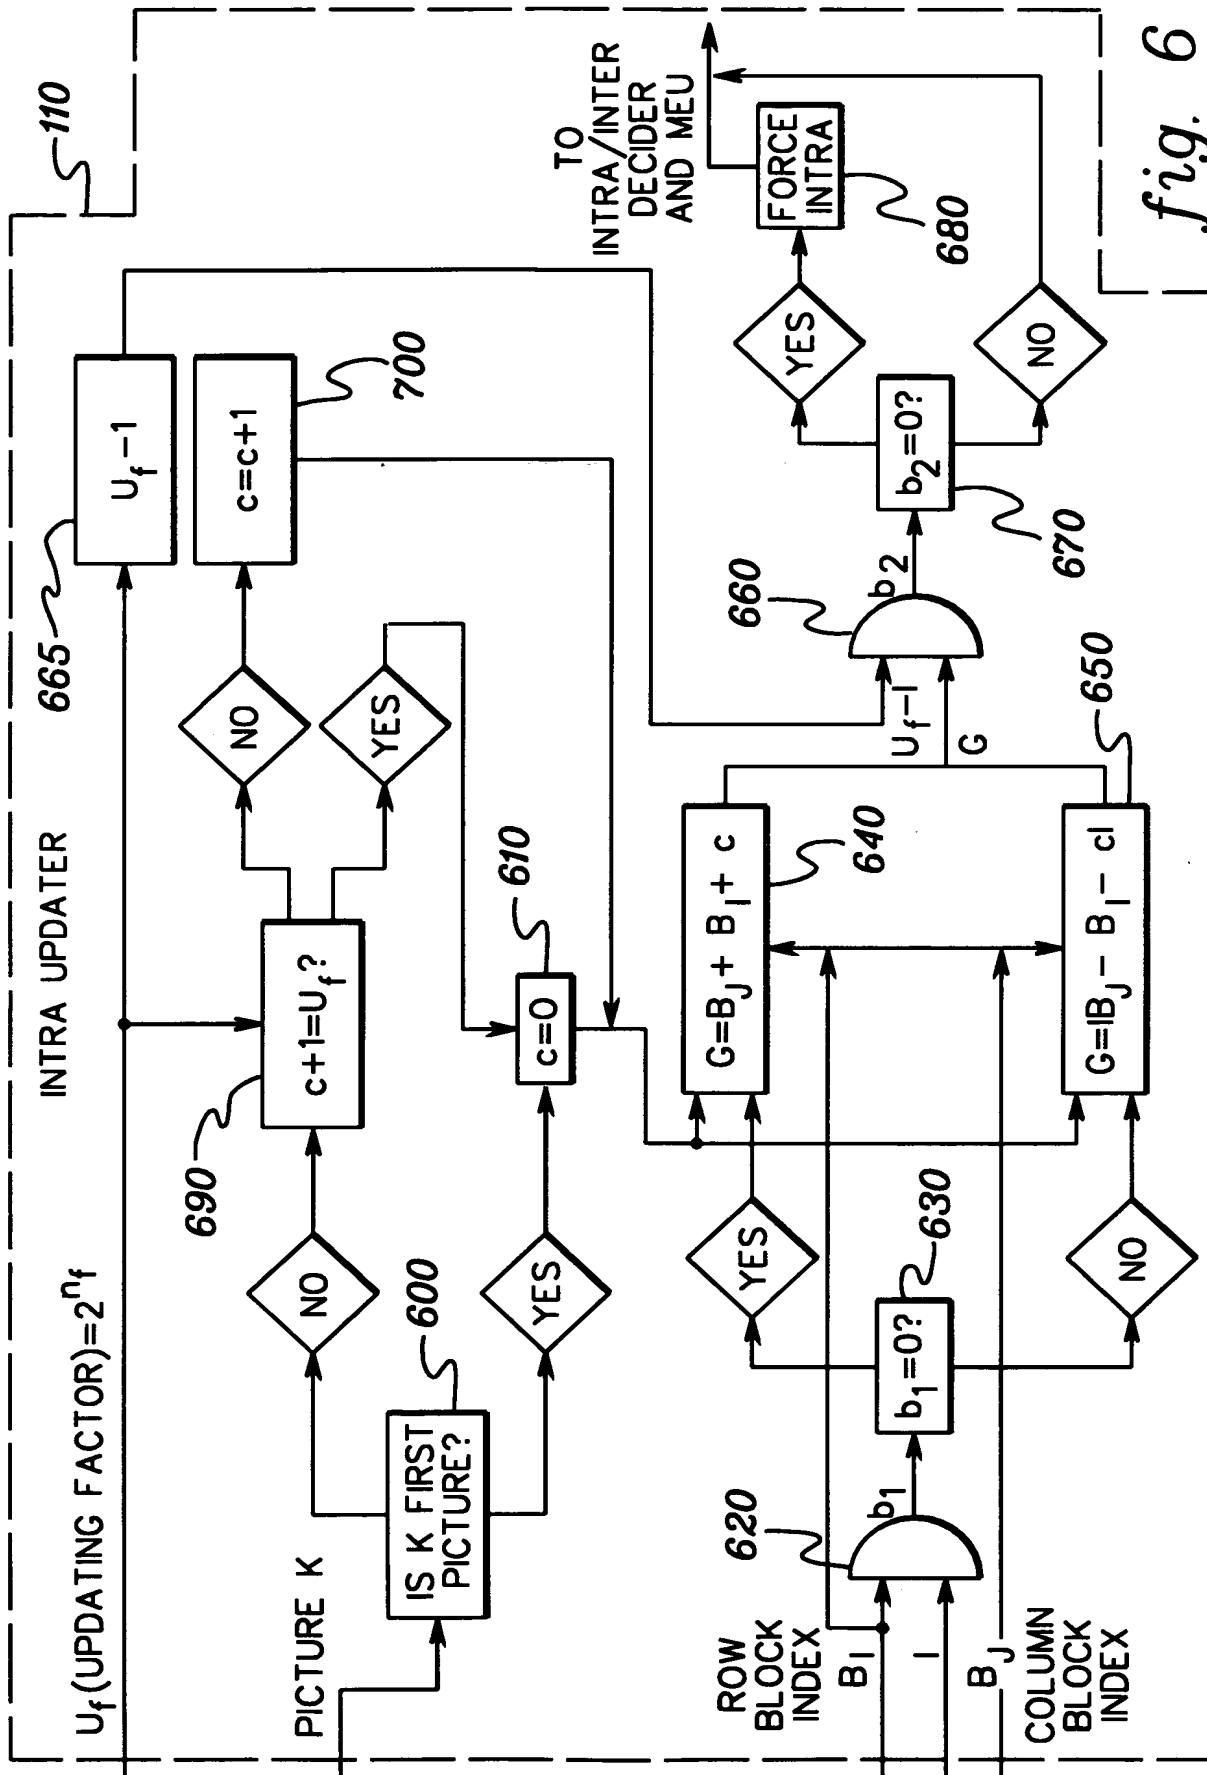 INTRA UPDATER
110
U_f(UPDATING FACTOR)=2^n_f
665
U_f-1
690
c+1=U_f?
NO
c=c+1
700
YES
PICTURE K
IS K FIRST
PICTURE?
600
NO
YES
c=0
610
ROW
BLOCK
INDEX
B_I
1
B_J
COLUMN
BLOCK
INDEX
620
b_1
b_1=0?
630
YES
NO
G=B_J+ B_I+ c
640
G=|B_J- B_I- c|
650
U_f-1
G
660
b_2
b_2=0?
670
YES
NO
FORCE
INTRA
680
TO
INTRA/INTER
DECIDER
AND MEU
fig. 6